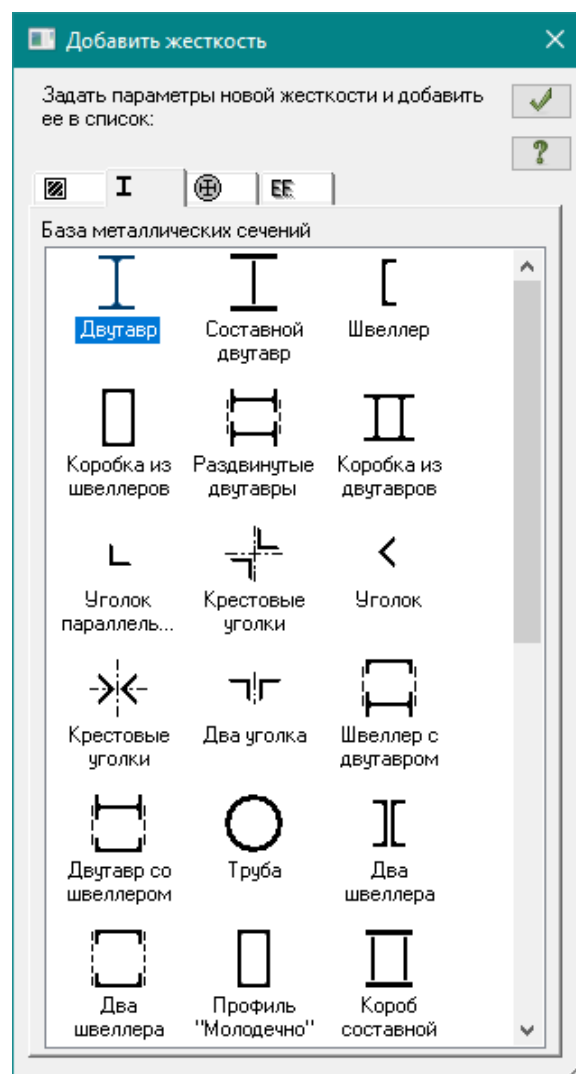 Добавить жесткость
Задать параметры новой жесткости и добавить
ее в список:
База металлических сечений
Двутавр
Составной
двутавр
Швеллер
Коробка из
швеллеров
Раздвинутые
двутавры
Коробка из
двутавров
Уголок
параллель...
Крестовые
уголки
Уголок
Крестовые
уголки
Два уголка
Швеллер с
двутавром
Двутавр со
швеллером
Труба
Два
швеллера
Два
швеллера
Профиль
"Молодечно"
Короб
составной